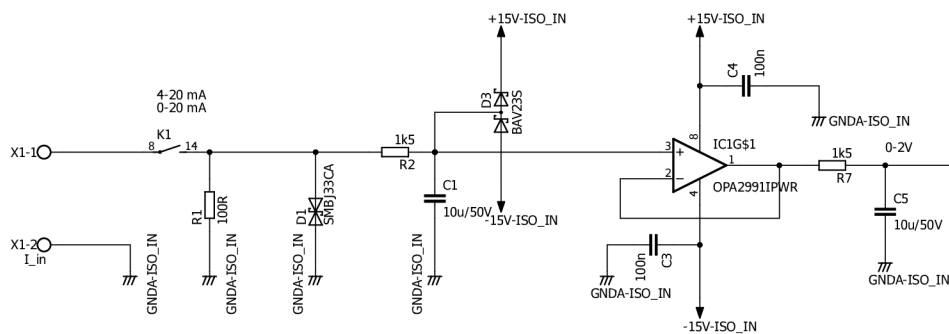 +15V-ISO_IN
+15V-ISO_IN
4-20 mA
0-20 mA
K1
8
14
X1-1
D3
BAV23S
C4
100n
GNDA-ISO_IN
1k5
R2
3
2
8
4
1
IC1G$1
OPA2991IPWR
1k5
R7
0-2V
R1
100R
D1
SMBJ33CA
C1
10u/50V
-15V-ISO_IN
C5
10u/50V
X1-2
I_in
GNDA-ISO_IN
GNDA-ISO_IN
GNDA-ISO_IN
GNDA-ISO_IN
100n
C3
GNDA-ISO_IN
GNDA-ISO_IN
-15V-ISO_IN